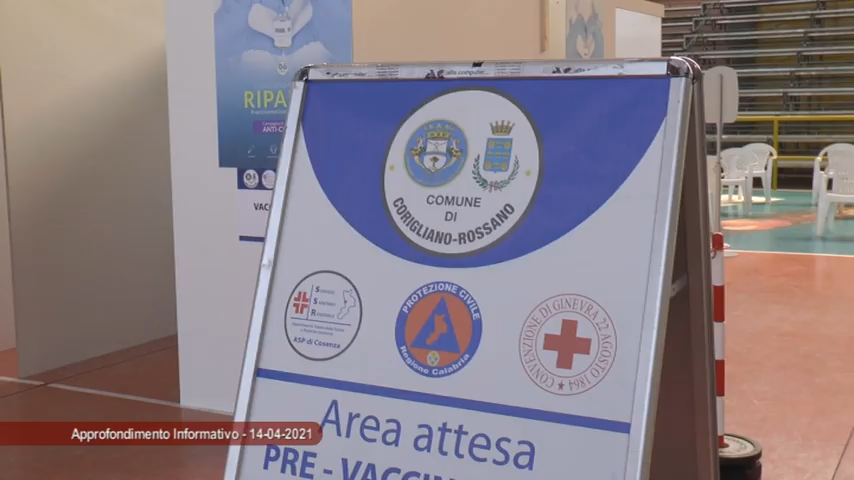 RIPA
ANTI-C
VACC
COMUNE
DI
CORIGLIANO-ROSSANO
S
S
R
ASP di Cosenza
PROTEZIONE CIVILE
Regione Calabria
CONVENZIONE DI GINEVRA 22 AGOSTO 1864
Area attesa
PRE - VACCIN
Approfondimento Informativo - 14-04-2021